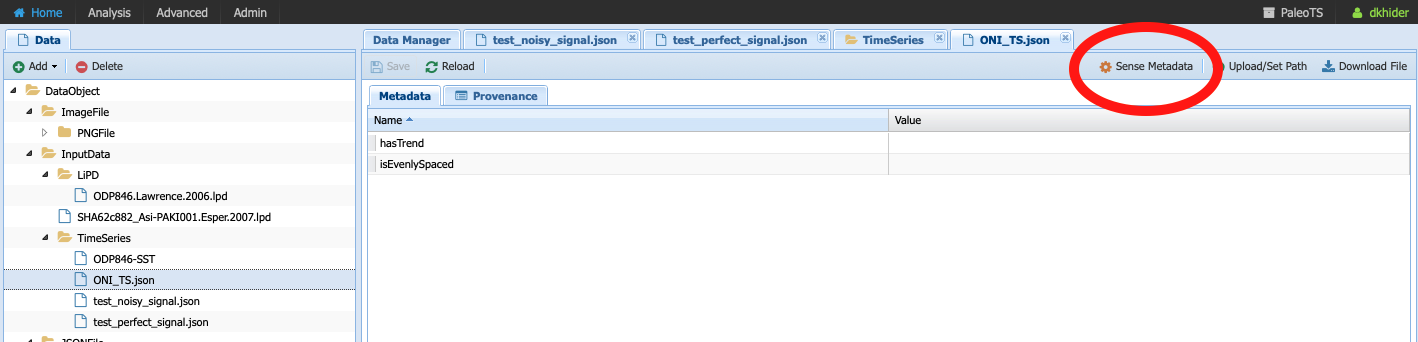 Home Analysis Advanced Admin PaleoTS dkhider
Data Data Manager test_noisy_signal.json test_perfect_signal.json TimeSeries ONI_TS.json
Add Delete Save Reload Sense Metadata Upload/Set Path Download File
DataObject
ImageFile
PNGFile
InputData
LiPD
ODP846.Lawrence.2006.lpd
SHA62c882_Asi-PAKI001.Esper.2007.lpd
TimeSeries
ODP846-SST
ONI_TS.json
test_noisy_signal.json
test_perfect_signal.json
JSONFile
Metadata Provenance
Name Value
hasTrend
isEvenlySpaced